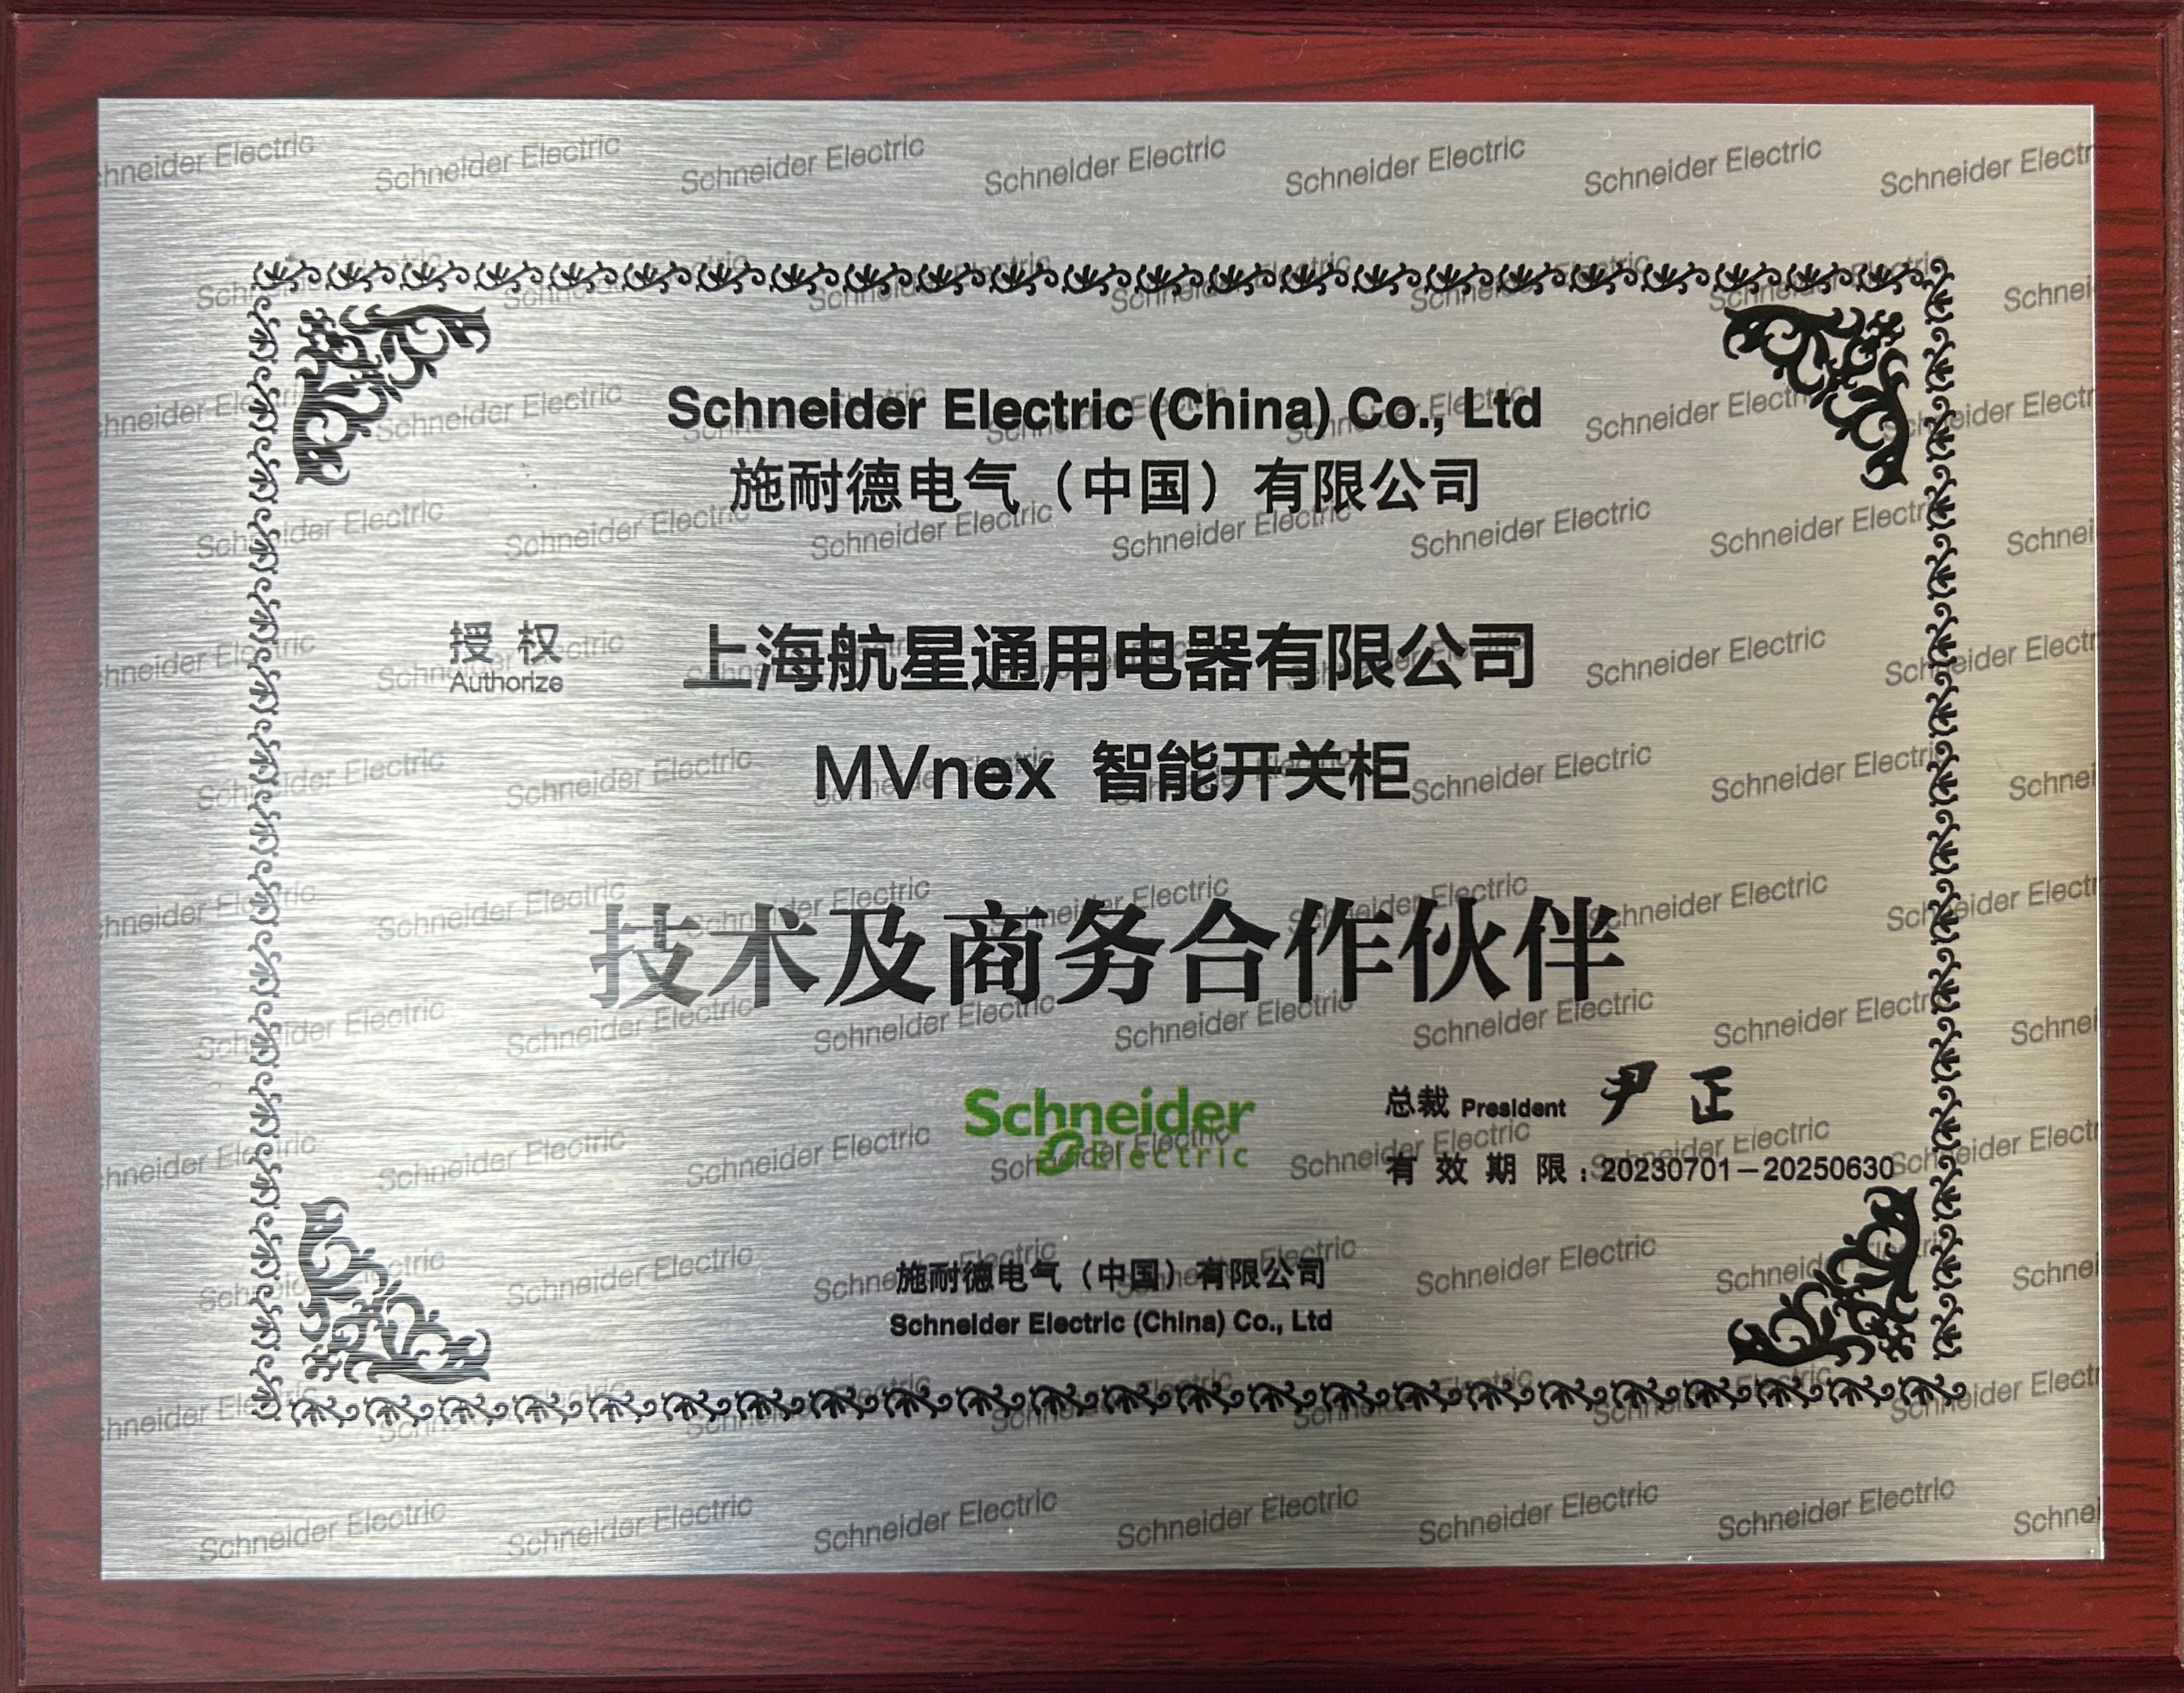 Schneider Electric (China) Co., Ltd
施耐德电气（中国）有限公司
授 权 上海航星通用电器有限公司
Authorize
MVnex 智能开关柜
技术及商务合作伙伴
Schneider
Electric
总裁 President 尹 正
有 效 期 限 : 20230701－20250630
施耐德电气（中国）有限公司
Schneider Electric (China) Co., Ltd